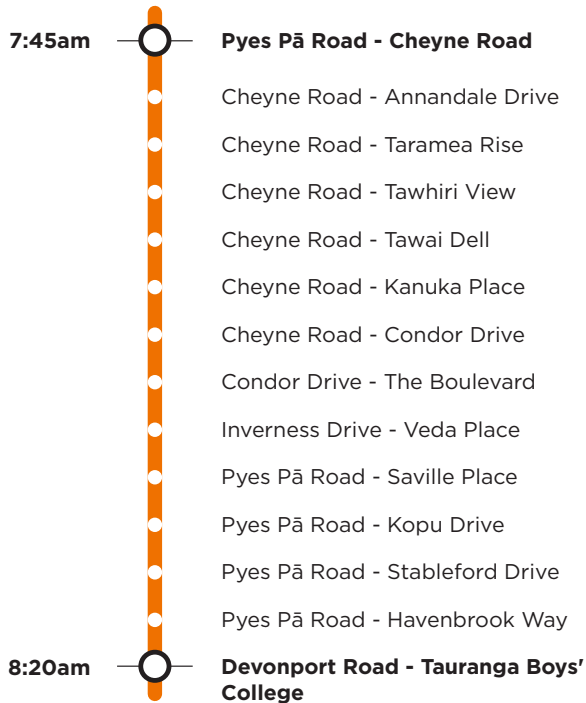 7:45am Pyes Pā Road - Cheyne Road
Cheyne Road - Annandale Drive
Cheyne Road - Taramea Rise
Cheyne Road - Tawhiri View
Cheyne Road - Tawai Dell
Cheyne Road - Kanuka Place
Cheyne Road - Condor Drive
Condor Drive - The Boulevard
Inverness Drive - Veda Place
Pyes Pā Road - Saville Place
Pyes Pā Road - Kopu Drive
Pyes Pā Road - Stableford Drive
Pyes Pā Road - Havenbrook Way
8:20am Devonport Road - Tauranga Boys'
College